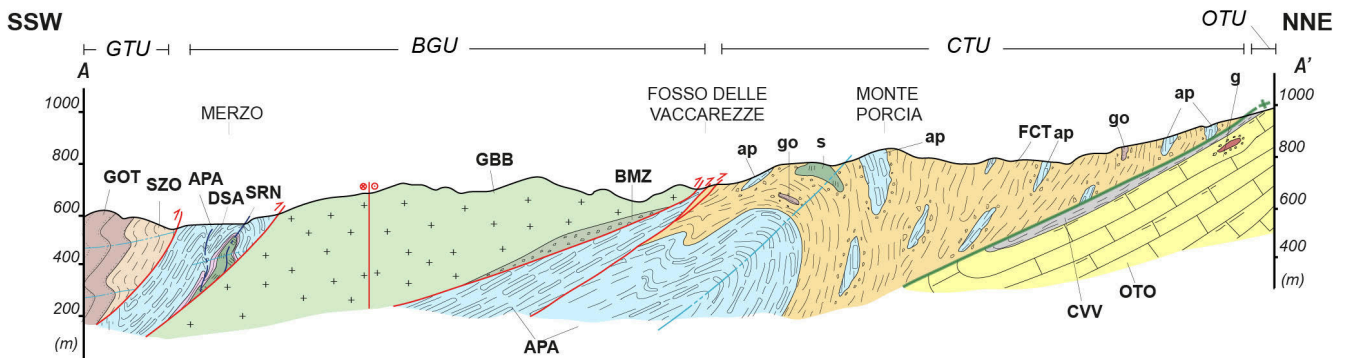 SSW
GTU
BGU
CTU
OTU
NNE
A
A'
1000
(m)
800
600
400
200
(m)
MERZO
FOSSO DELLE
VACCAREZZE
MONTE
PORCIA
GOT
SZO
APA
DSA
SRN
GBB
BMZ
ap
go
s
ap
FCT
ap
go
ap
g
1000
(m)
800
600
400
(m)
APA
CVV
OTO